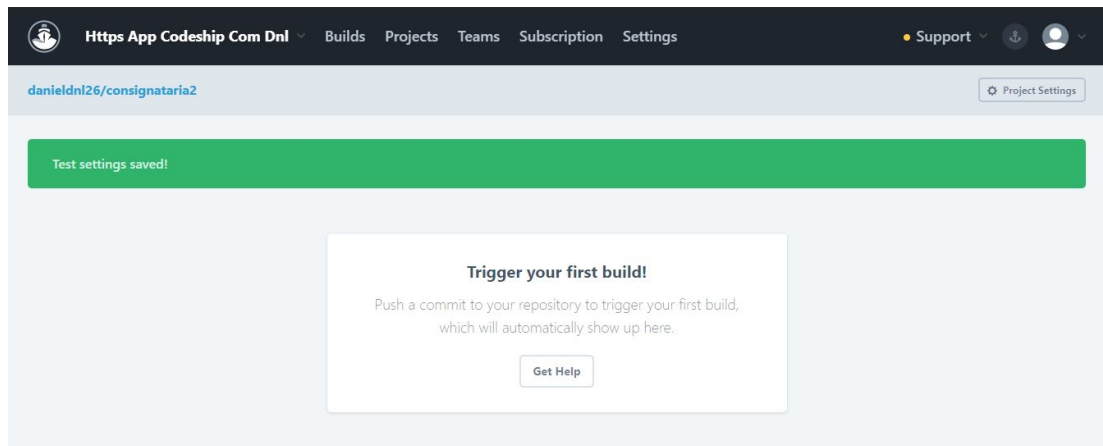 Https App Codeship Com Dnl Builds Projects Teams Subscription Settings Support
danieldnl26/consignataria2 Project Settings
Test settings saved!
Trigger your first build!
Push a commit to your repository to trigger your first build,
which will automatically show up here.
Get Help